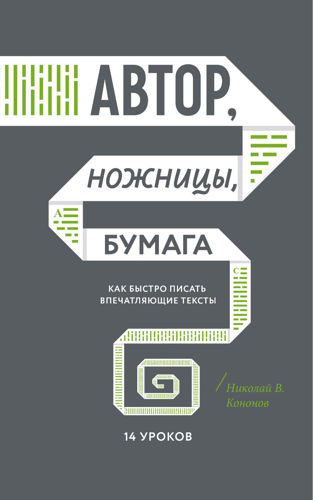 АВТОР,
НОЖНИЦЫ,
А
БУМАГА
С
КАК БЫСТРО ПИСАТЬ
ВПЕЧАТЛЯЮЩИЕ ТЕКСТЫ
Николай В.
Кононов
14 УРОКОВ